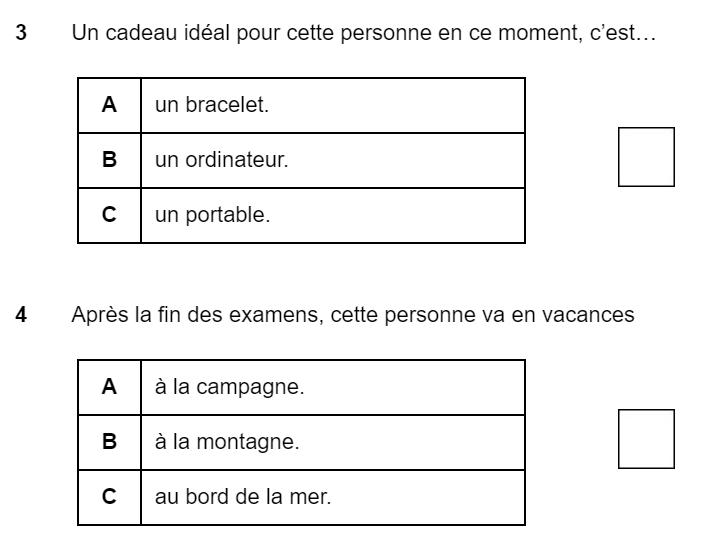 3 Un cadeau idéal pour cette personne en ce moment, c’est…
A un bracelet.
B un ordinateur.
C un portable.
4 Après la fin des examens, cette personne va en vacances
A à la campagne.
B à la montagne.
C au bord de la mer.